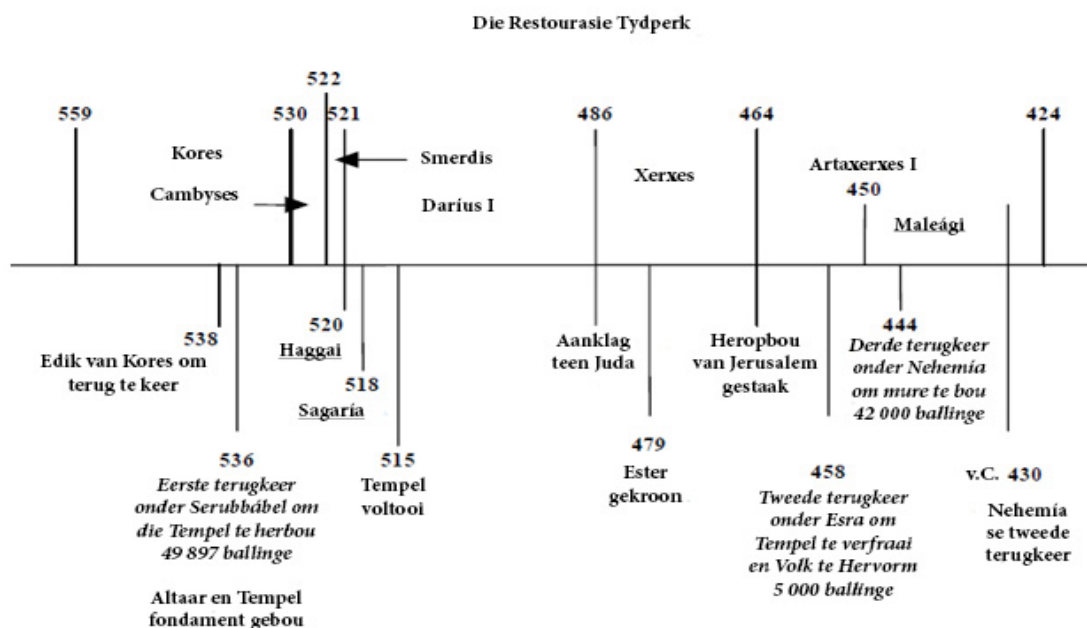 Die Restourasie Tydperk
522
559
530
521
486
464
424
Kores
Smerdis
Xerxes
Artaxerxes I
450
Cambyses
Darius I
Maleági
538
Edik van Kores om
terug te keer
520
Haggai
518
Sagaría
Aanklag
teen Juda
Heropbou
van Jerusalem
gestaak
444
Derde terugkeer
onder Nehemía
om mure te bou
42 000 ballinge
536
Eerste terugkeer
onder Serubbábel om
die Tempel te herbou
49 897 ballinge
Altaar en Tempel
fondament gebou
515
Tempel
voltooi
479
Ester
gekroon
458
Tweede terugkeer
onder Esra om
Tempel te verfraai
en Volk te Hervorm
5 000 ballinge
v.C. 430
Nehemía
se tweede
terugkeer